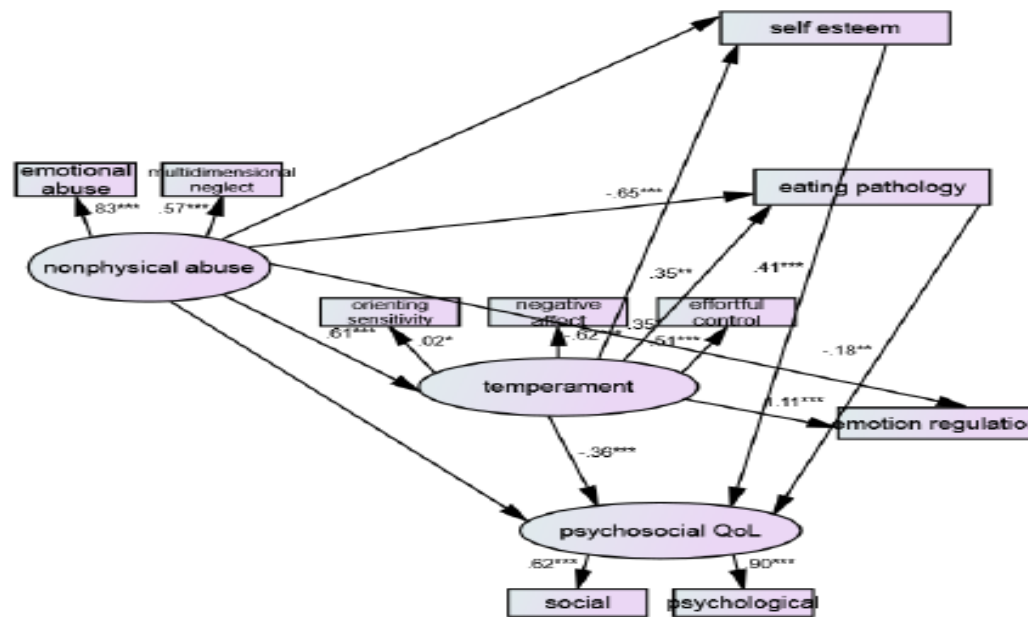 self esteem
emotional
abuse
multidimensional
neglect
eating pathology
-.65***
.83***
.57***
nonphysical abuse
.35**
.41***
orienting
sensitivity
negative
affect
effortful
control
.61***
.02*
-.62
.35*
.51***
-.18**
temperament
1.11***
emotion regulation
-.36***
psychosocial QoL
.62***
.90***
social
psychological